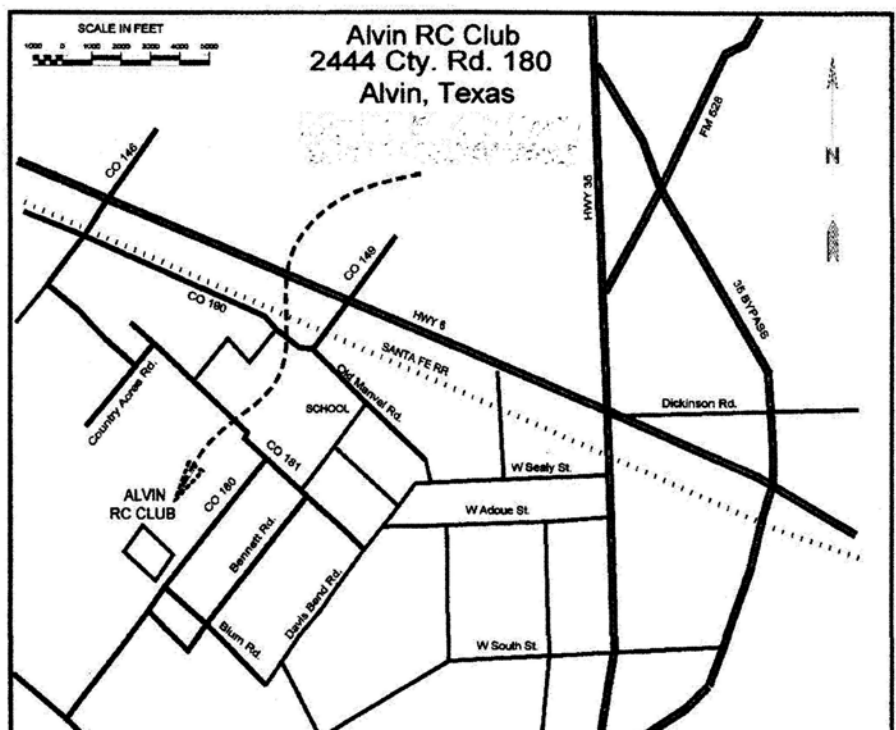 SCALE IN FEET
1000 0 1000 2000 3000 4000 5000
Alvin RC Club
2444 Cty. Rd. 180
Alvin, Texas
CO 146
CO 149
CO 190
HWY 6
SANTA FE RR
HWY 35
FM 528
N
35 BYPASS
Country Acres Rd.
Old Manvel Rd.
SCHOOL
Dickinson Rd.
CO 181
W Sealy St.
ALVIN
RC CLUB
CO 180
W Adoue St.
Bennett Rd.
Davis Bend Rd.
Blum Rd.
W South St.